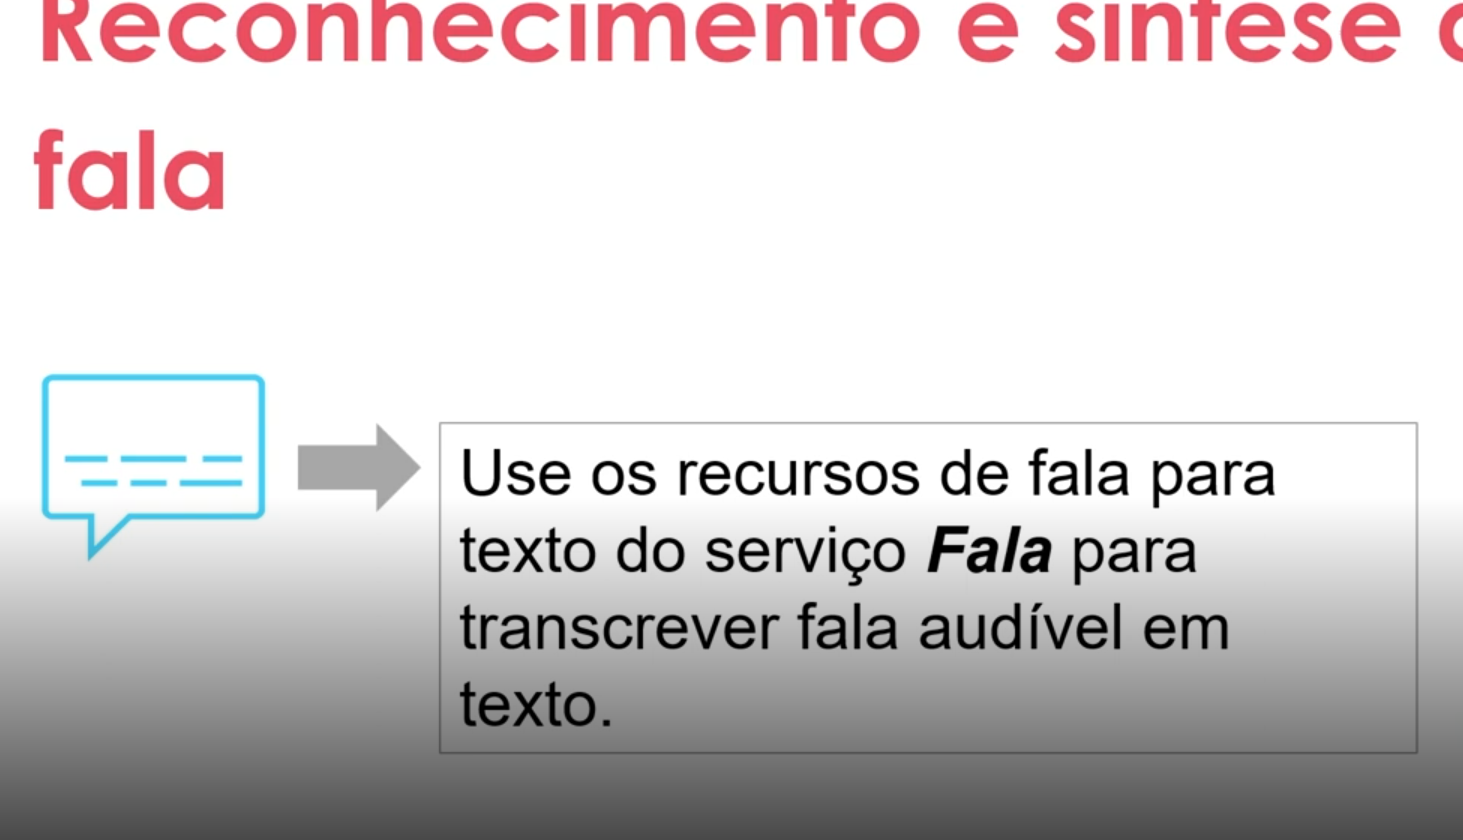 Reconhecimento e síntese
fala
Use os recursos de fala para
texto do serviço Fala para
transcrever fala audível em
texto.